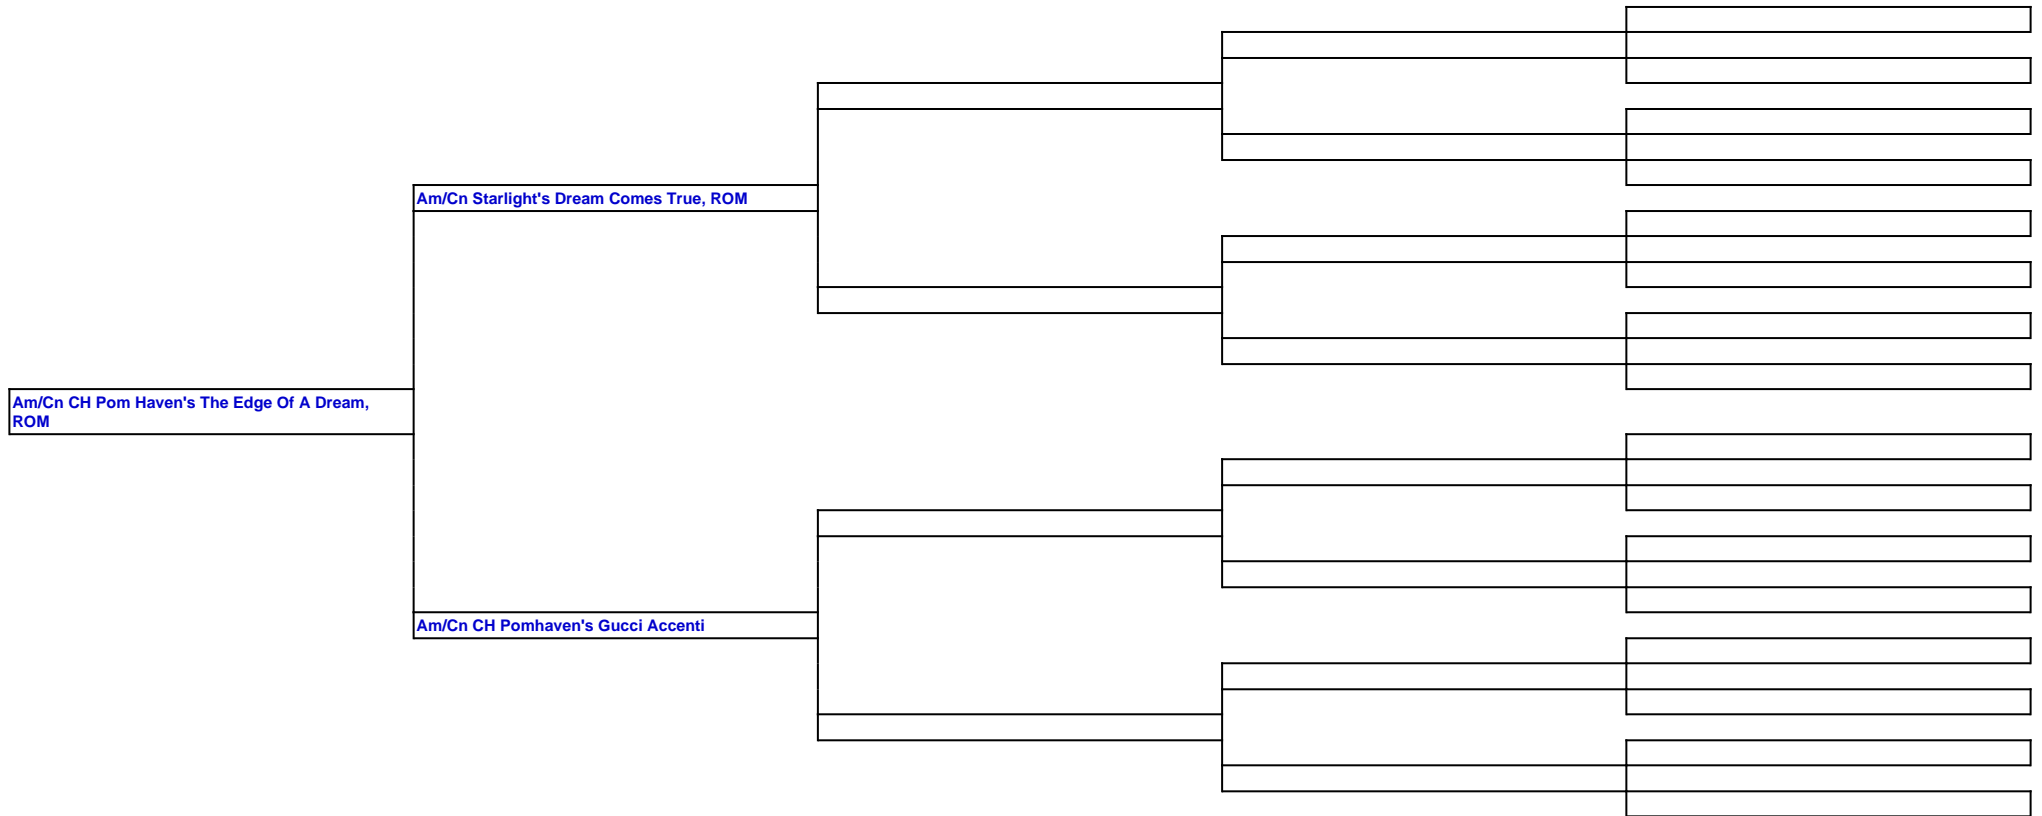 Am/Cn Starlight's Dream Comes True, ROM
Am/Cn CH Pom Haven's The Edge Of A Dream,
ROM
Am/Cn CH Pomhaven's Gucci Accenti